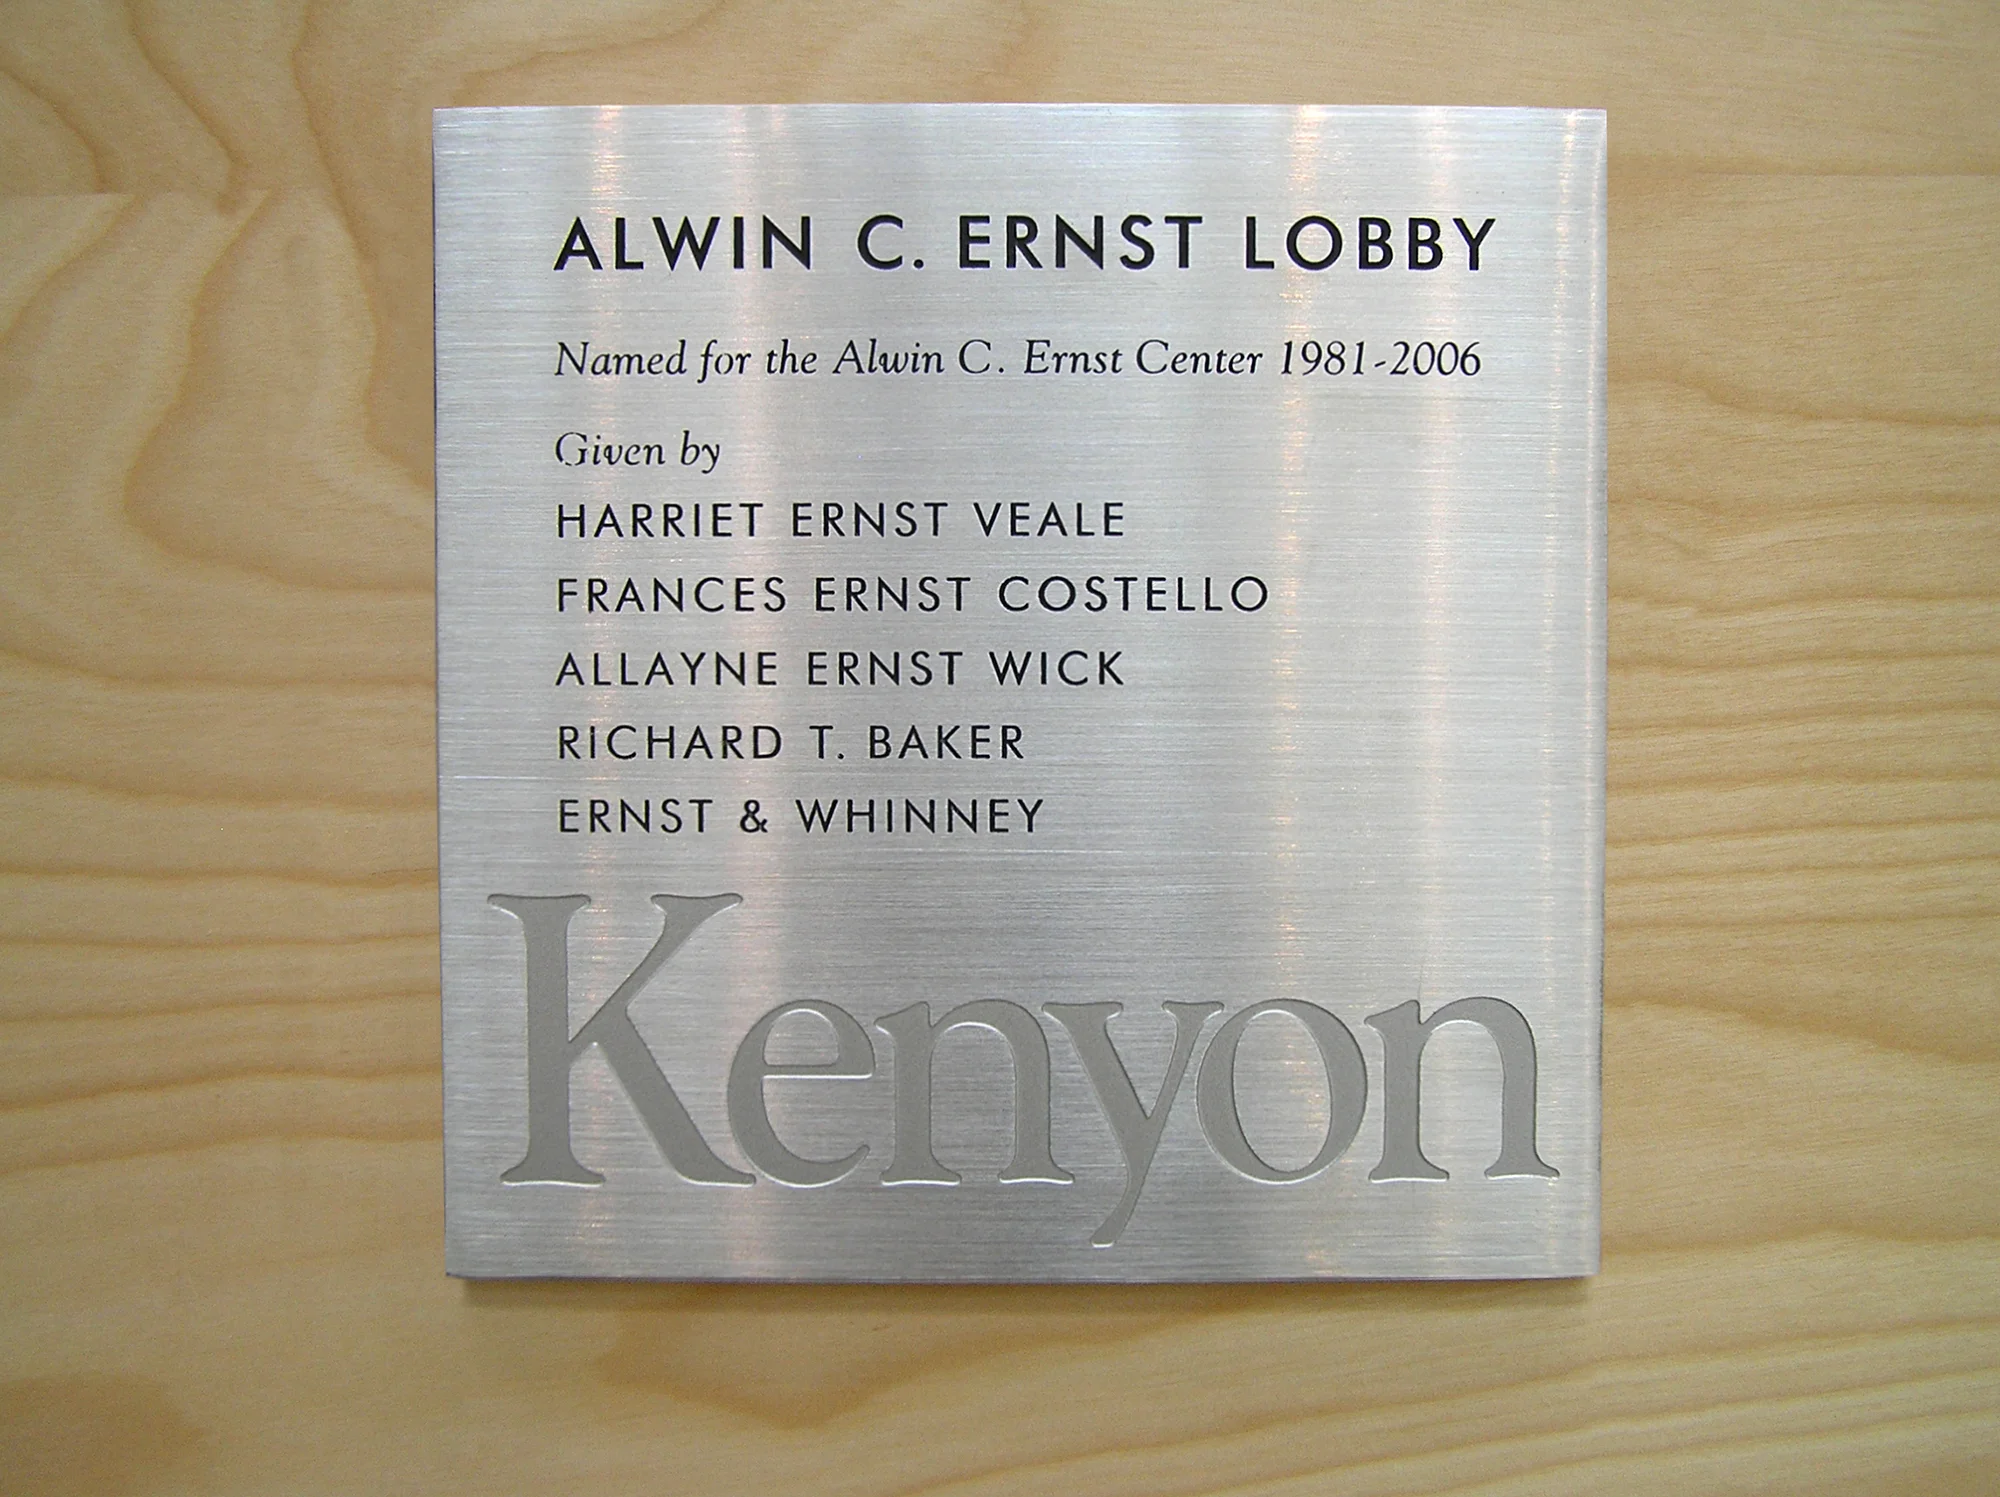 ALWIN C. ERNST LOBBY
Named for the Alwin C. Ernst Center 1981-2006
Given by
HARRIET ERNST VEALE
FRANCES ERNST COSTELLO
ALLAYNE ERNST WICK
RICHARD T. BAKER
ERNST & WHINNEY
Kenyon